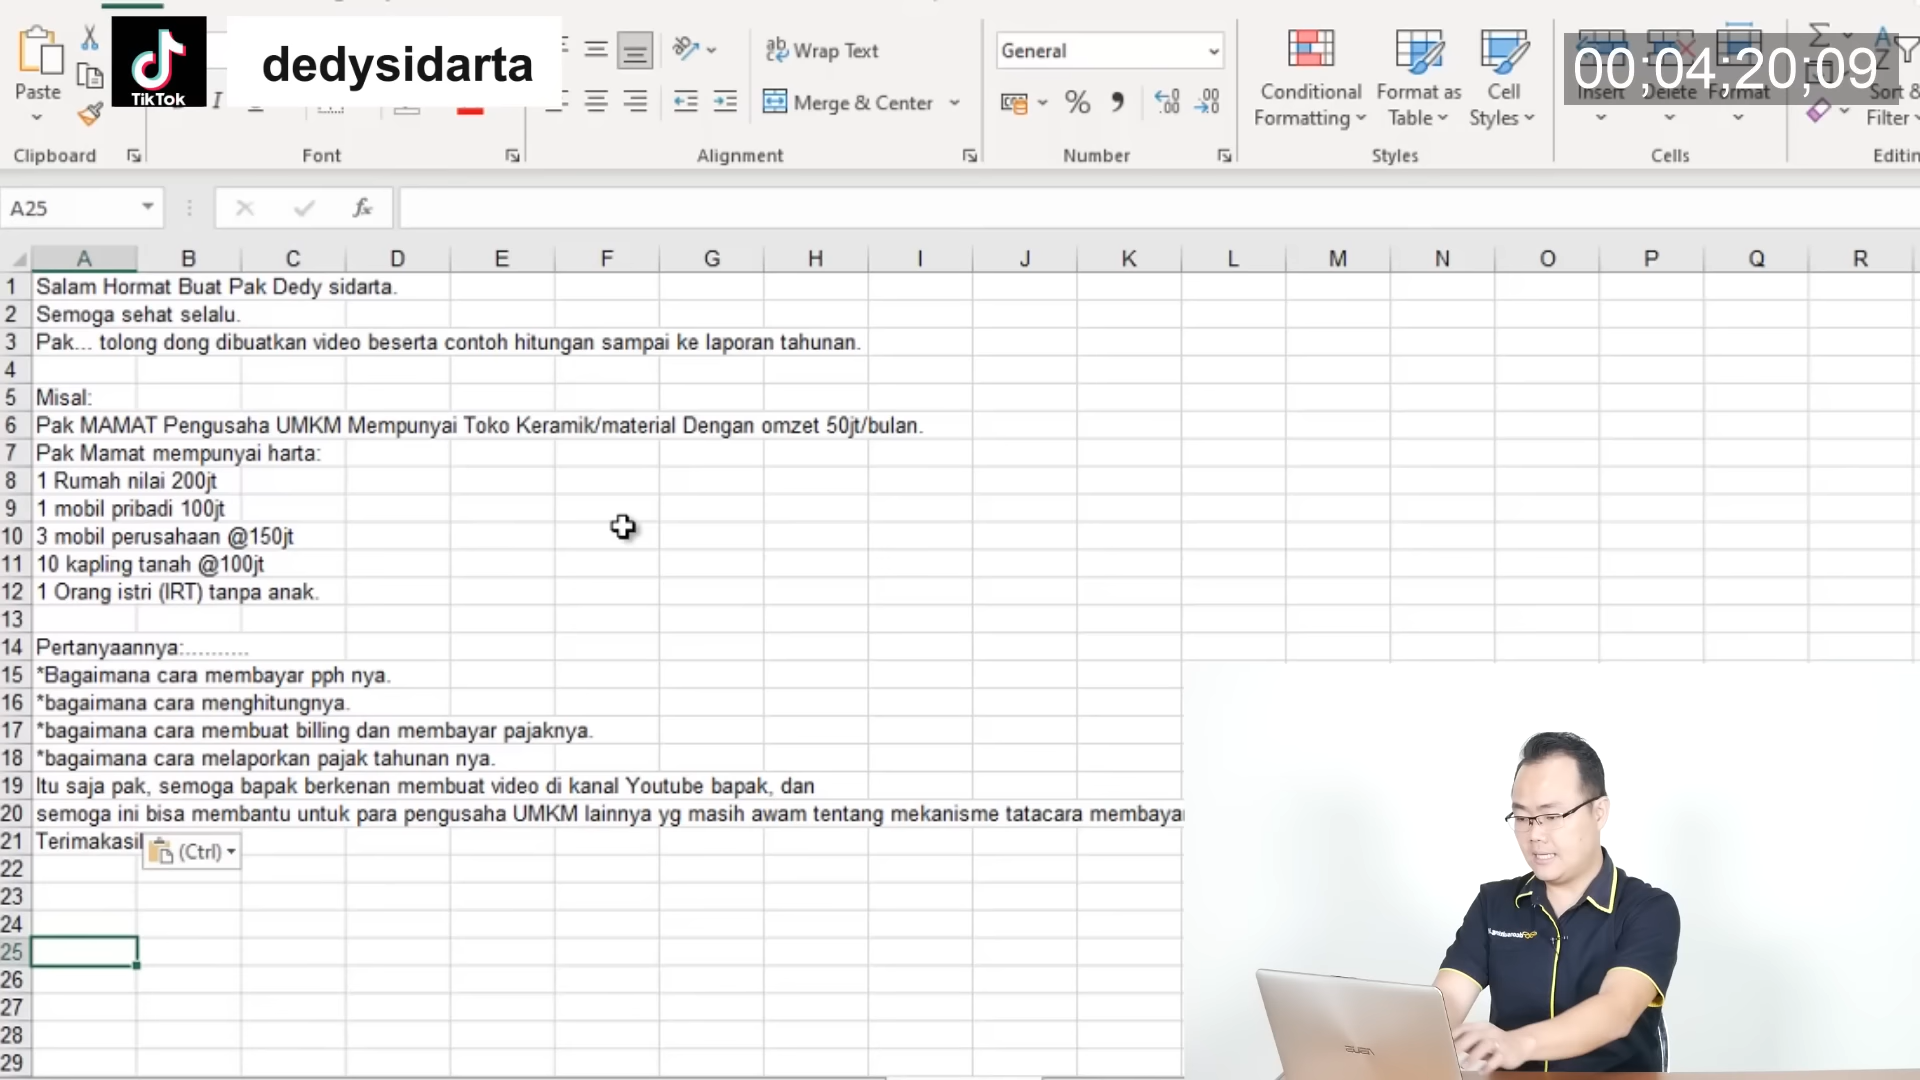 TikTok
dedysidarta
00;04;20;09
Paste
Wrap Text
General
Merge & Center
Conditional Formatting
Format as Table
Cell Styles
Insert
Delete
Format
Sort &
Filter
Clipboard
Font
Alignment
Number
Styles
Cells
Editin
A25
fx
A B C D E F G H I J K L M N O P Q R
1 Salam Hormat Buat Pak Dedy sidarta.
2 Semoga sehat selalu.
3 Pak... tolong dong dibuatkan video beserta contoh hitungan sampai ke laporan tahunan.
4
5 Misal:
6 Pak MAMAT Pengusaha UMKM Mempunyai Toko Keramik/material Dengan omzet 50jt/bulan.
7 Pak Mamat mempunyai harta:
8 1 Rumah nilai 200jt
9 1 mobil pribadi 100jt
10 3 mobil perusahaan @150jt
11 10 kapling tanah @100jt
12 1 Orang istri (IRT) tanpa anak.
13
14 Pertanyaannya:..........
15 *Bagaimana cara membayar pph nya.
16 *bagaimana cara menghitungnya.
17 *bagaimana cara membuat billing dan membayar pajaknya.
18 *bagaimana cara melaporkan pajak tahunan nya.
19 Itu saja pak, semoga bapak berkenan membuat video di kanal Youtube bapak, dan
20 semoga ini bisa membantu untuk para pengusaha UMKM lainnya yg masih awam tentang mekanisme tatacara membayar
21 Terimakasil
(Ctrl)
22
23
24
25
26
27
28
29
ASUS